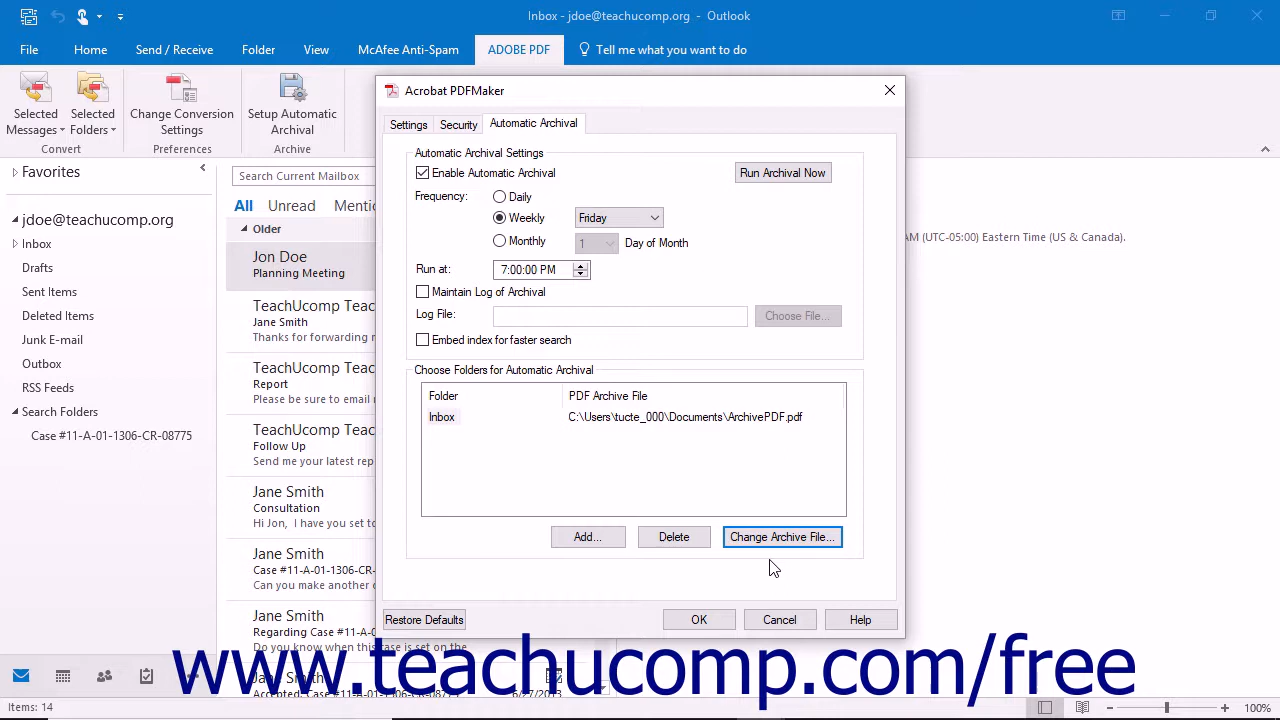 Inbox - jdoe@teachucomp.org - Outlook
File Home Send / Receive Folder View McAfee Anti-Spam ADOBE PDF Tell me what you want to do
Selected Messages
Selected Folders
Change Conversion Settings
Setup Automatic Archival
Convert Preferences Archive
Favorites
jdoe@teachucomp.org
Inbox
Drafts
Sent Items
Deleted Items
Junk E-mail
Outbox
RSS Feeds
Search Folders
Case #11-A-01-1306-CR-08775
Search Current Mailbox
All Unread
Older
Jon Doe
Planning Meeting
Jane Smith
Thanks for forwarding
Report
Please be sure to email
Follow Up
Send me your latest rep
Jane Smith
Consultation
Hi Jon, I have you set to
Jane Smith
Case #11-A-01-1306-CR-
Can you make another
Jane Smith
Regarding Case #11-A-
Do you know when this case is set on the
Acrobat PDFMaker
Settings Security Automatic Archival
Automatic Archival Settings
Enable Automatic Archival Run Archival Now
Frequency: Daily
Weekly Friday
Monthly 1 Day of Month
Run at: 7:00:00 PM
Maintain Log of Archival
Log File: Choose File...
Embed index for faster search
Choose Folders for Automatic Archival
Folder PDF Archive File
Inbox C:\Users\tucte_000\Documents\ArchivePDF.pdf
Add... Delete Change Archive File...
Restore Defaults OK Cancel Help
AM (UTC-05:00) Eastern Time (US & Canada).
www.teachucomp.com/free
Items: 14 100%